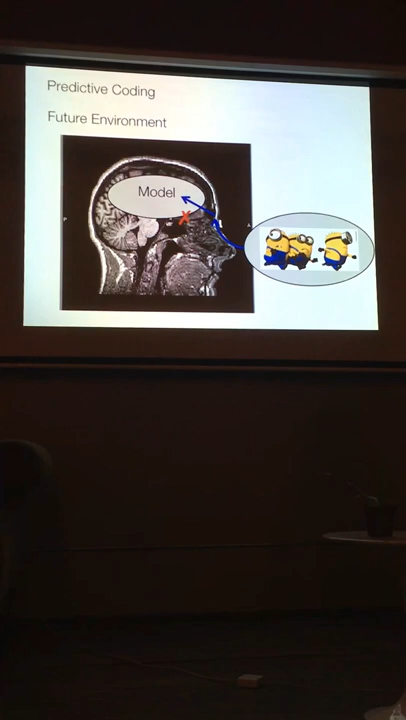 Predictive Coding
Future Environment
Model
P
A